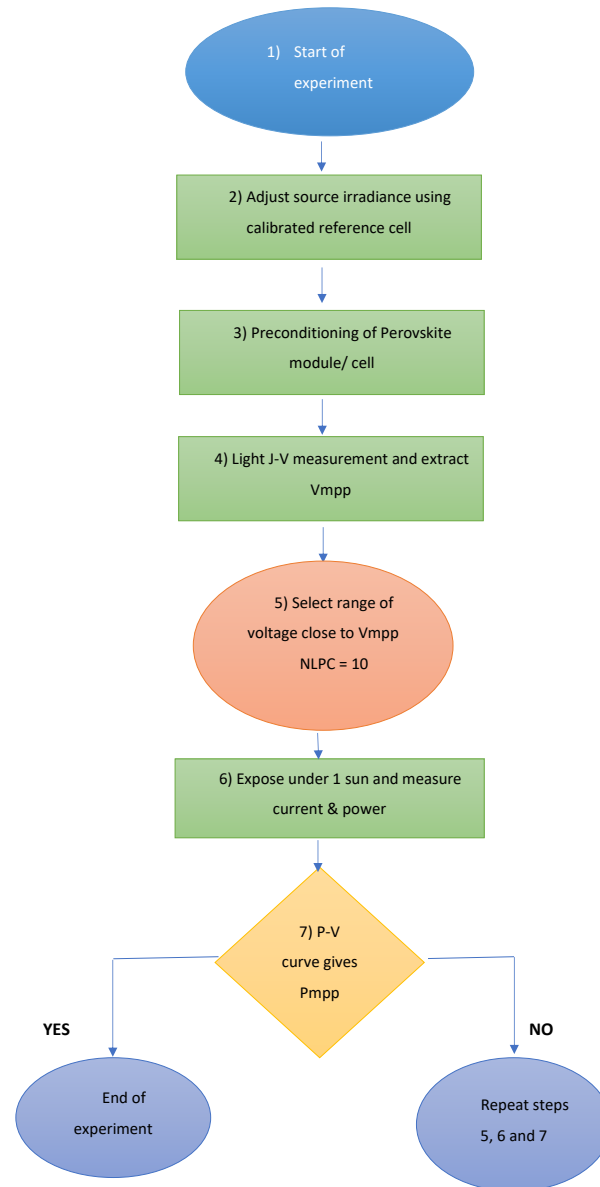 1) Start of
experiment
2) Adjust source irradiance using
calibrated reference cell
3) Preconditioning of Perovskite
module/ cell
4) Light J-V measurement and extract
Vmpp
5) Select range of
voltage close to Vmpp
NLPC = 10
6) Expose under 1 sun and measure
current & power
7) P-V
curve gives
Pmpp
YES
NO
End of
experiment
Repeat steps
5, 6 and 7